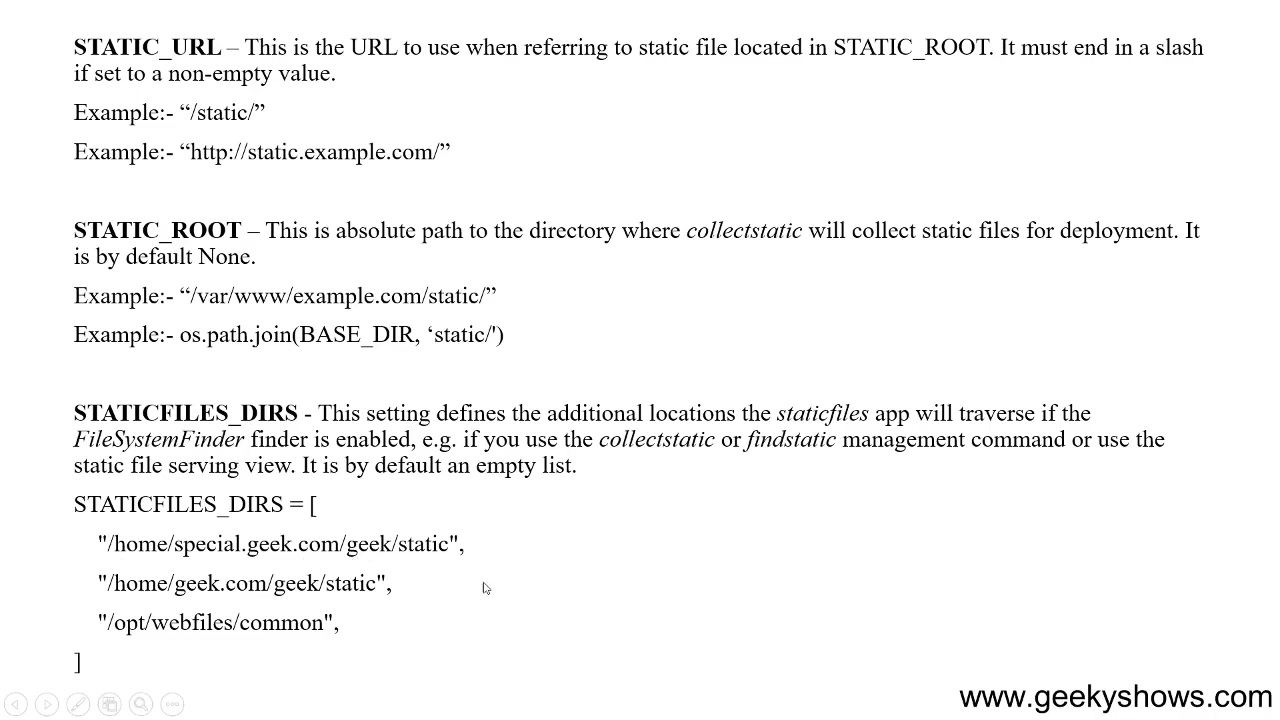 STATIC_URL – This is the URL to use when referring to static file located in STATIC_ROOT. It must end in a slash
if set to a non-empty value.
Example:- “/static/”
Example:- “http://static.example.com/”
STATIC_ROOT – This is absolute path to the directory where collectstatic will collect static files for deployment. It
is by default None.
Example:- “/var/www/example.com/static/”
Example:- os.path.join(BASE_DIR, ‘static/')
STATICFILES_DIRS - This setting defines the additional locations the staticfiles app will traverse if the
FileSystemFinder finder is enabled, e.g. if you use the collectstatic or findstatic management command or use the
static file serving view. It is by default an empty list.
STATICFILES_DIRS = [
"/home/special.geek.com/geek/static",
"/home/geek.com/geek/static",
"/opt/webfiles/common",
]
www.geekyshows.com